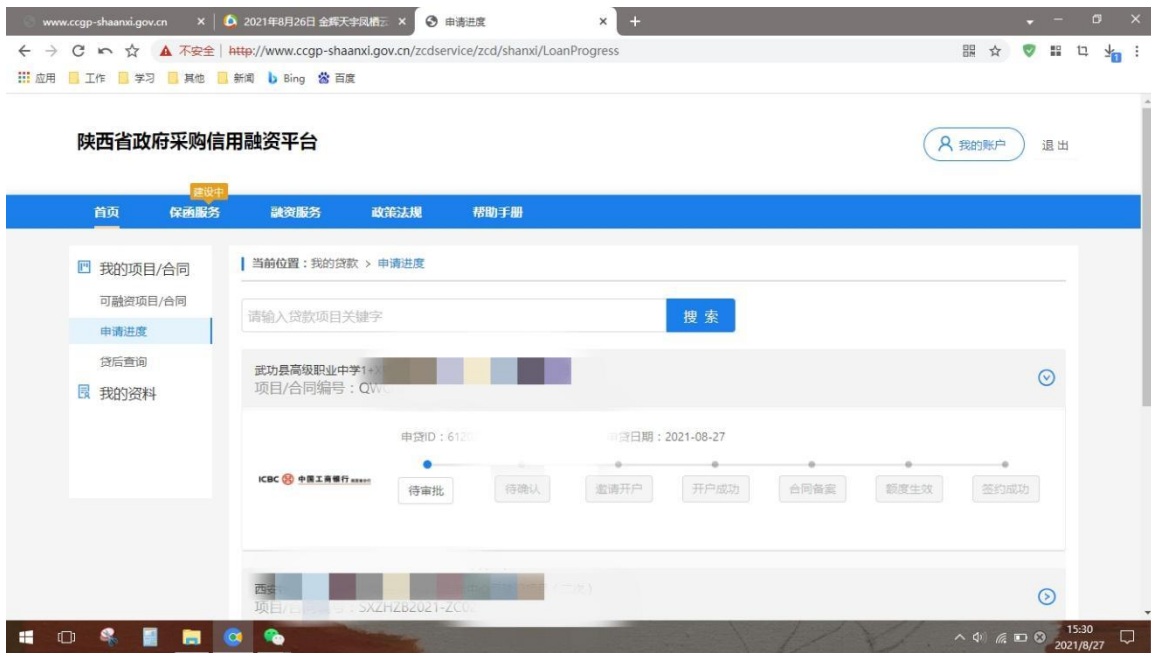 www.ccgp-shaanxi.gov.cn
2021年8月26日 金辉天宇凤栖云
申请进度
不安全 http://www.ccgp-shaanxi.gov.cn/zcdservice/zcd/shanxi/LoanProgress
应用 工作 学习 其他 新闻 Bing 百度
陕西省政府采购信用融资平台
我的账户 退出
建设中
首页 保函服务 融资服务 政策法规 帮助手册
我的项目/合同
可融资项目/合同
申请进度
贷后查询
我的资料
当前位置：我的贷款 > 申请进度
请输入贷款项目关键字
搜 索
武功县高级职业中学1+
项目/合同编号：QW
申贷ID：612
申贷日期：2021-08-27
ICBC 中国工商银行
待审批 待确认 邀请开户 开户成功 合同备案 额度生效 签约成功
西安
项目/合同编号：SXZHZB2021-ZC0
15:30
2021/8/27